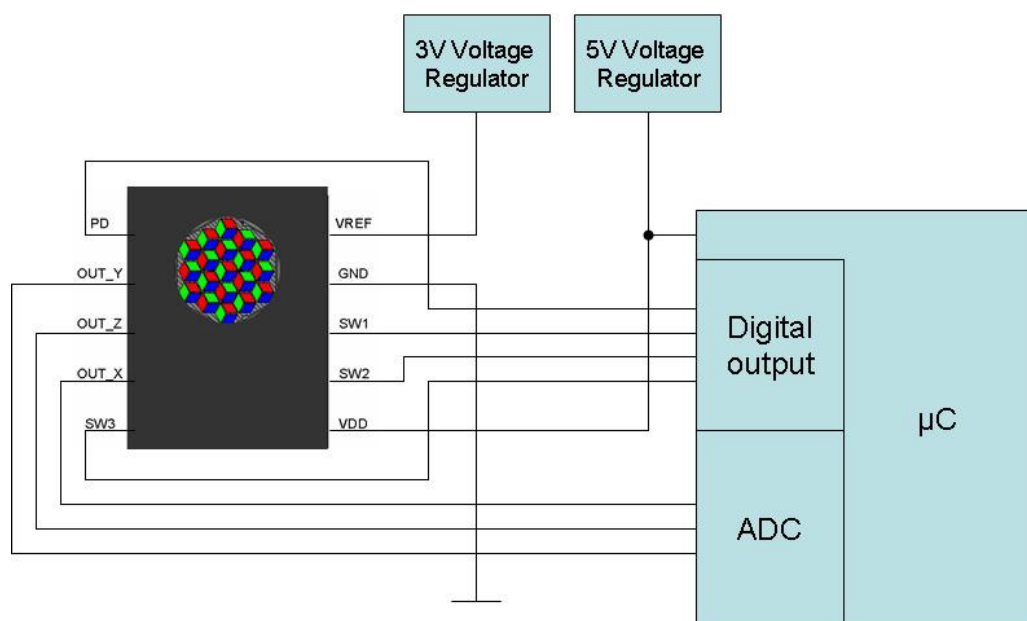 3V Voltage
Regulator
5V Voltage
Regulator
PD
VREF
OUT_Y
GND
OUT_Z
SW1
OUT_X
SW2
SW3
VDD
Digital
output
µC
ADC